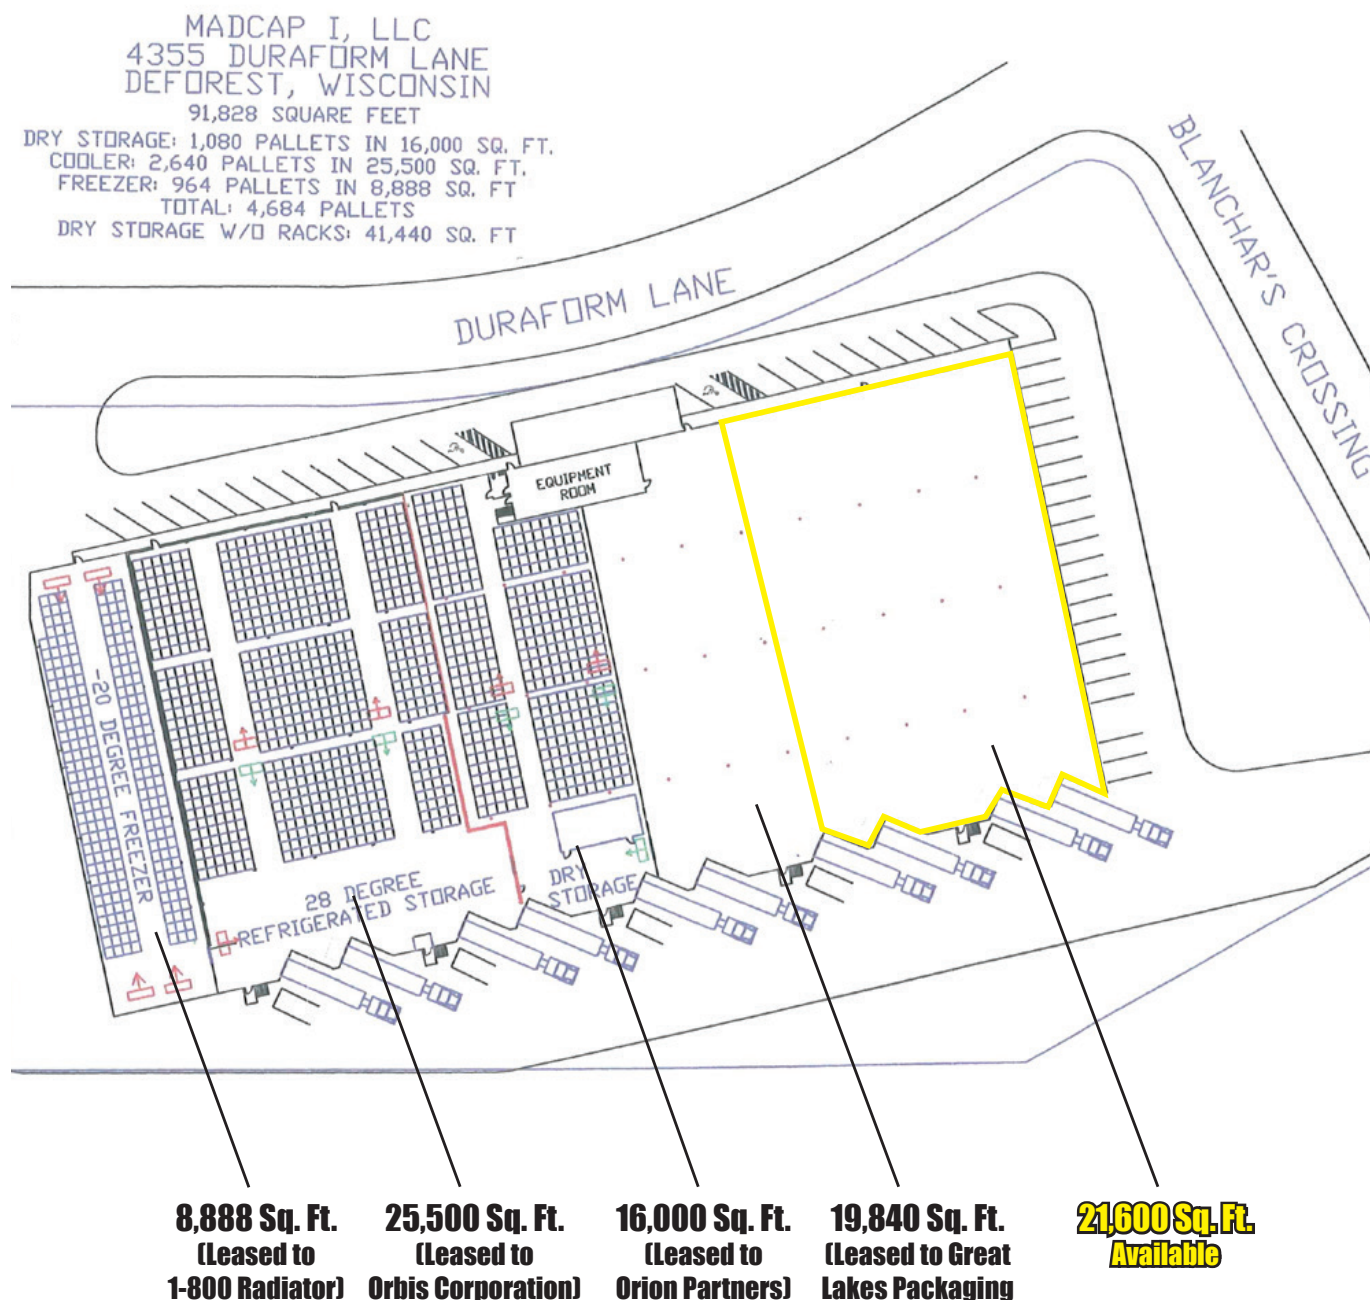 MADCAP I, LLC
4355 DURAFORM LANE
DEFOREST, WISCONSIN
91,828 SQUARE FEET
DRY STORAGE: 1,080 PALLETS IN 16,000 SQ. FT.
COOLER: 2,640 PALLETS IN 25,500 SQ. FT.
FREEZER: 964 PALLETS IN 8,888 SQ. FT
TOTAL: 4,684 PALLETS
DRY STORAGE W/O RACKS: 41,440 SQ. FT
BLANCHAR'S CROSSING
DURAFORM LANE
EQUIPMENT
ROOM
-20 DEGREE FREEZER
28 DEGREE
REFRIGERATED STORAGE
DRY
STORAGE
8,888 Sq. Ft.
(Leased to
1-800 Radiator)
25,500 Sq. Ft.
(Leased to
Orbis Corporation)
16,000 Sq. Ft.
(Leased to
Orion Partners)
19,840 Sq. Ft.
(Leased to Great
Lakes Packaging
21,600 Sq. Ft.
Available